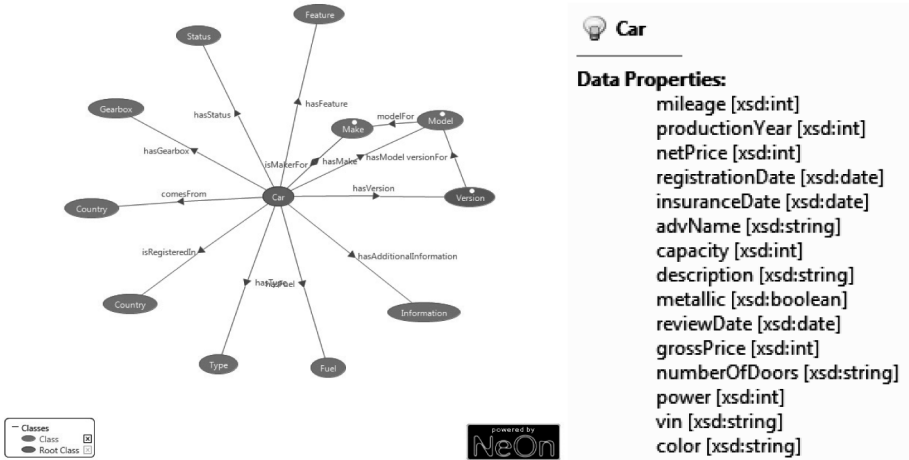 Feature
Status
hasFeature
hasStatus
Gearbox
modelFor
Make
Model
hasGearbox
isMakerFor
hasMake
hasModel
versionFor
comesFrom
Car
hasVersion
Version
Country
isRegisteredIn
hasAdditionalInformation
hasType
hasFuel
Country
Information
Type
Fuel
Classes
Class
Root Class
powered by
NeOn
Car
Data Properties:
mileage [xsd:int]
productionYear [xsd:int]
netPrice [xsd:int]
registrationDate [xsd:date]
insuranceDate [xsd:date]
advName [xsd:string]
capacity [xsd:int]
description [xsd:string]
metallic [xsd:boolean]
reviewDate [xsd:date]
grossPrice [xsd:int]
numberOfDoors [xsd:string]
power [xsd:int]
vin [xsd:string]
color [xsd:string]